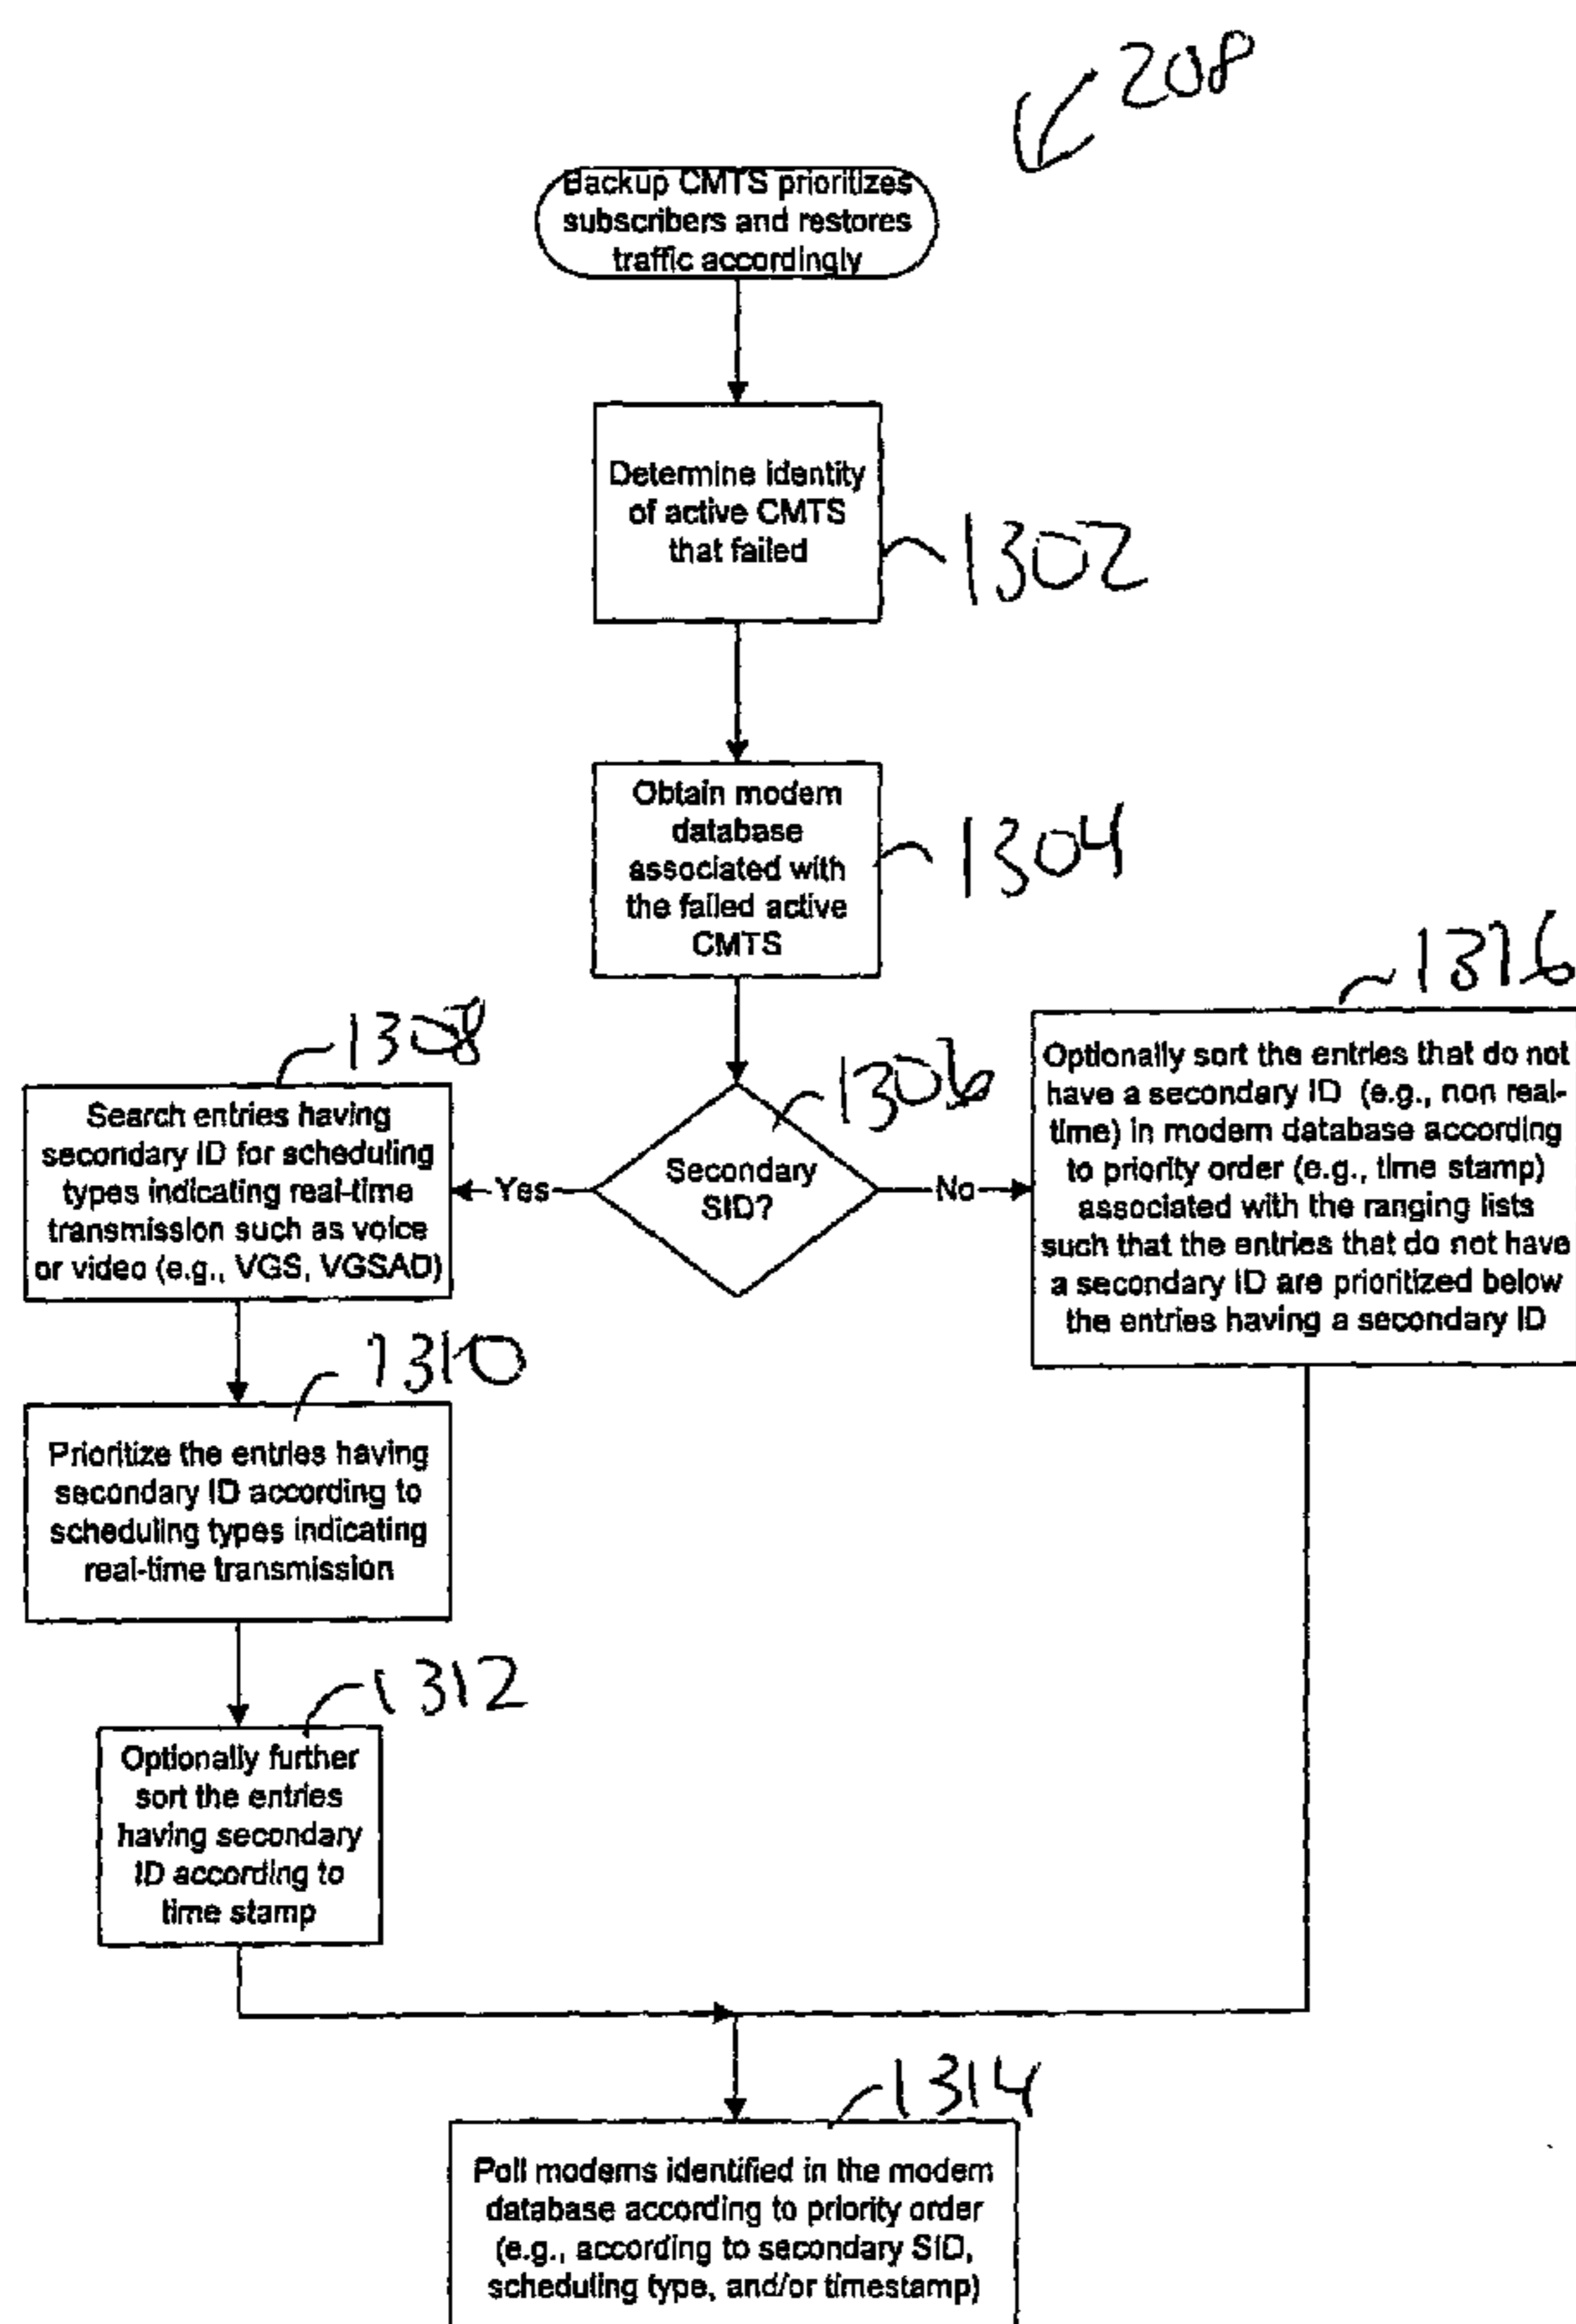 208
Backup CMTS prioritizes
subscribers and restores
traffic accordingly
Determine identity
of active CMTS
that failed
1302
Obtain modem
database
associated with
the failed active
CMTS
1304
Secondary
SID?
1306
Yes
No
1308
Search entries having
secondary ID for scheduling
types indicating real-time
transmission such as voice
or video (e.g., VGS, VGSAD)
1316
Optionally sort the entries that do not
have a secondary ID (e.g., non real-
time) in modem database according
to priority order (e.g., time stamp)
associated with the ranging lists
such that the entries that do not have
a secondary ID are prioritized below
the entries having a secondary ID
1310
Prioritize the entries having
secondary ID according to
scheduling types indicating
real-time transmission
1312
Optionally further
sort the entries
having secondary
ID according to
time stamp
1314
Poll modems identified in the modem
database according to priority order
(e.g., according to secondary SID,
scheduling type, and/or timestamp)